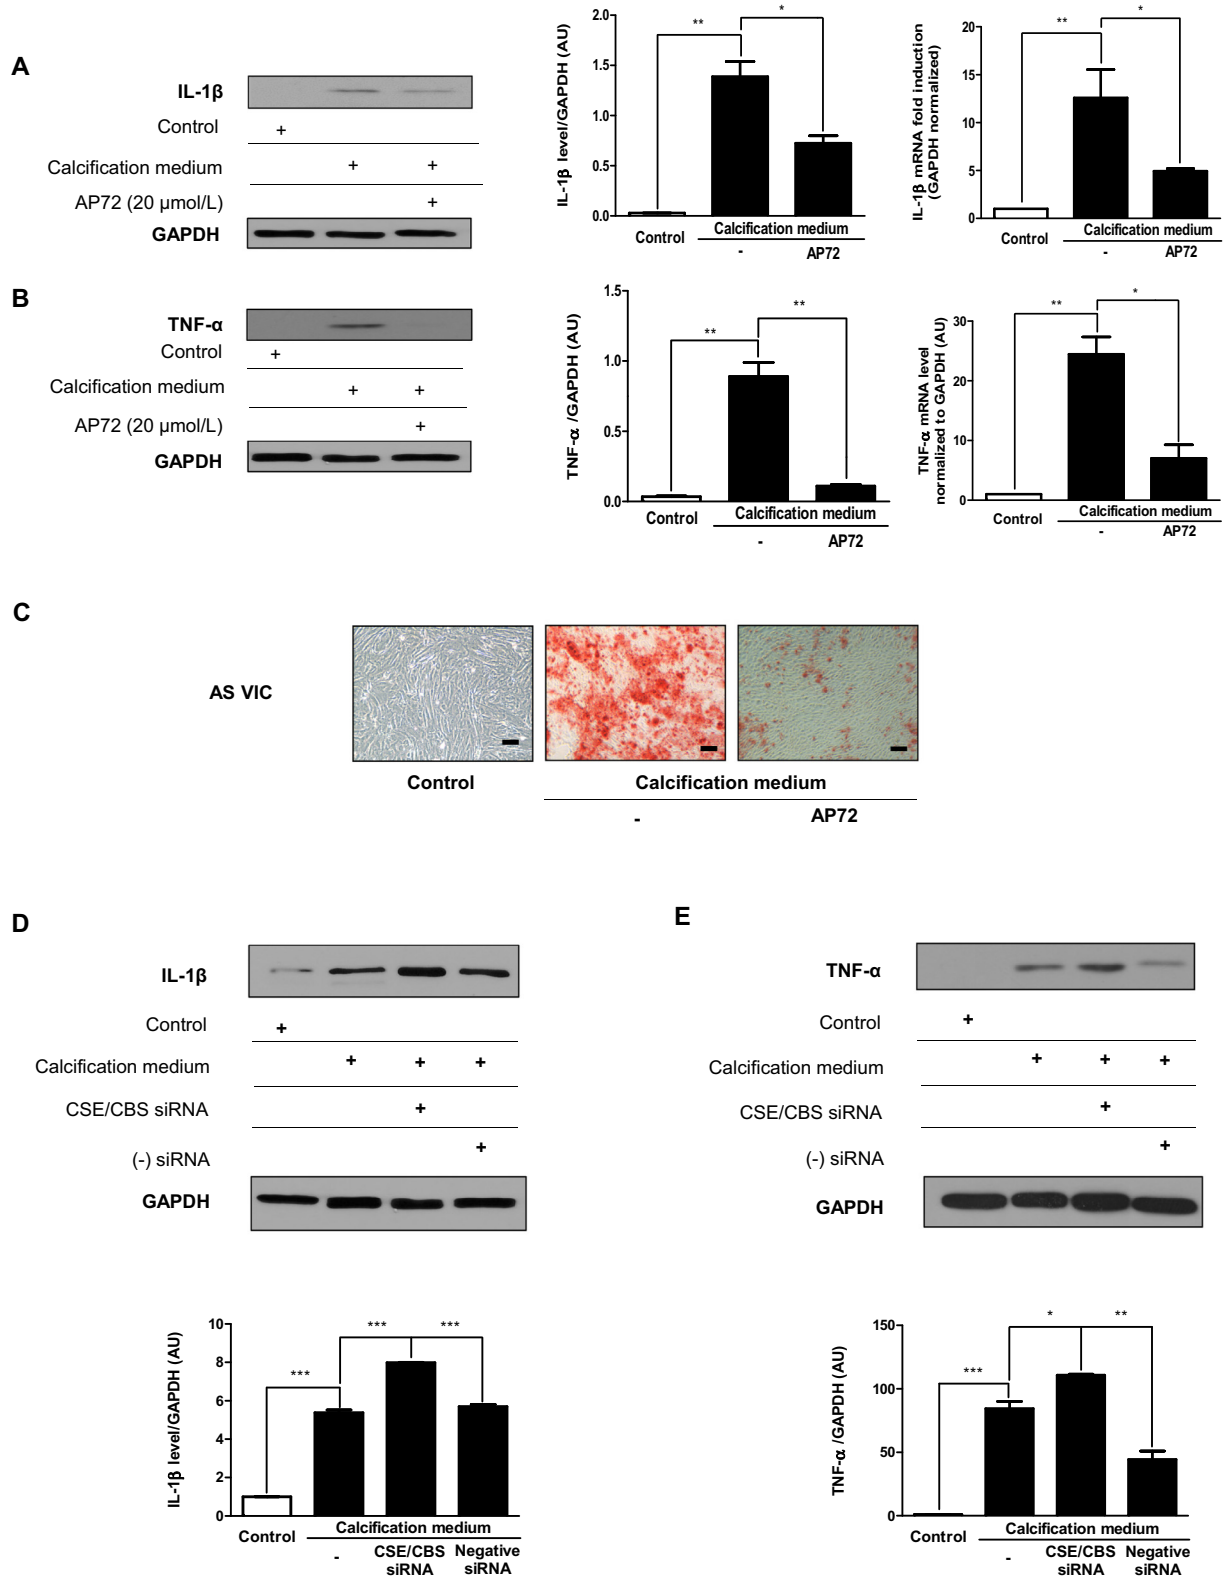 A
IL-1β
Control
+
Calcification medium
+ +
AP72 (20 μmol/L)
+
GAPDH
IL-1β level/GAPDH (AU)
2.0
1.5
1.0
0.5
0.0
**
*
Control
Calcification medium
-
AP72
IL-1β mRNA fold induction
(GAPDH normalized)
20
15
10
5
0
**
*
Control
Calcification medium
-
AP72
B
TNF-α
Control
+
Calcification medium
+ +
AP72 (20 μmol/L)
+
GAPDH
TNF-α /GAPDH (AU)
1.5
1.0
0.5
0.0
**
**
Control
Calcification medium
-
AP72
TNF-α mRNA level
normalized to GAPDH (AU)
30
20
10
0
**
*
Control
Calcification medium
-
AP72
C
AS VIC
Control
Calcification medium
-
AP72
D
IL-1β
Control
+
Calcification medium
+ + +
CSE/CBS siRNA
+
(-) siRNA
+
GAPDH
IL-1β level/GAPDH (AU)
10
8
6
4
2
0
***
***
***
Control
Calcification medium
-
CSE/CBS
siRNA
Negative
siRNA
E
TNF-α
Control
+
Calcification medium
+ + +
CSE/CBS siRNA
+
(-) siRNA
+
GAPDH
TNF-α /GAPDH (AU)
150
100
50
0
***
*
**
Control
Calcification medium
-
CSE/CBS
siRNA
Negative
siRNA